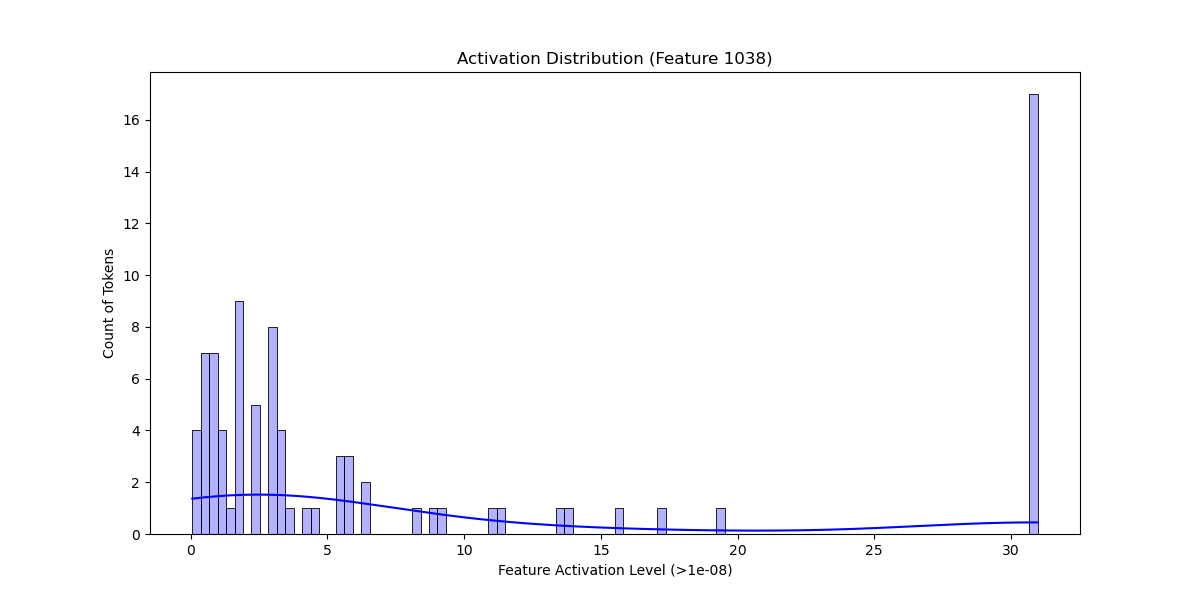 Activation Distribution (Feature 1038)
16
14
12
10
8
6
4
2
0
Count of Tokens
0 5 10 15 20 25 30
Feature Activation Level (>1e-08)